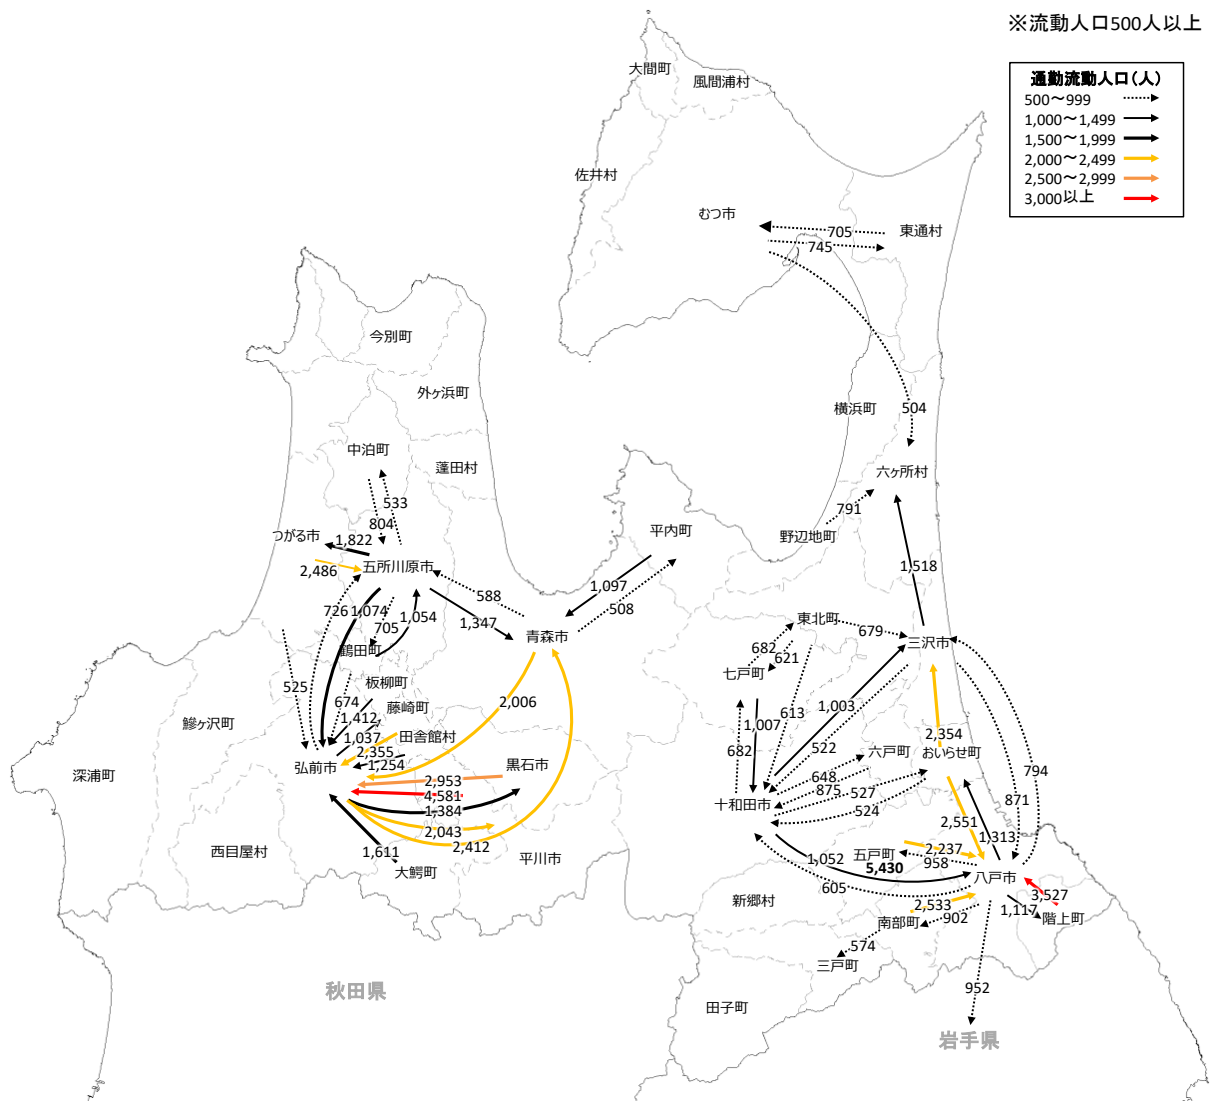 ※流動人口500人以上
通勤流動人口(人)
500～999
1,000～1,499
1,500～1,999
2,000～2,499
2,500～2,999
3,000以上
大間町
風間浦村
佐井村
むつ市
東通村
705
745
今別町
外ヶ浜町
横浜町
504
中泊町
蓬田村
六ヶ所村
533
791
804
つがる市
1,822
平内町
野辺地町
2,486
五所川原市
1,518
1,097
588
508
726
1,074
1,054
705
1,347
青森市
東北町
679
三沢市
鶴田町
682
621
七戸町
525
板柳町
674
2,006
藤崎町
1,003
613
鰺ヶ沢町
1,412
1,007
1,037
田舎館村
2,354
522
六戸町
おいらせ町
2,355
682
1,254
深浦町
弘前市
黒石市
794
2,953
648
875
527
4,581
871
十和田市
524
1,384
2,551
2,043
1,313
2,412
2,237
西目屋村
1,611
平川市
五戸町
1,052
958
大鰐町
5,430
八戸市
605
3,527
新郷村
2,533
1,117
902
南部町
階上町
574
三戸町
952
秋田県
田子町
岩手県